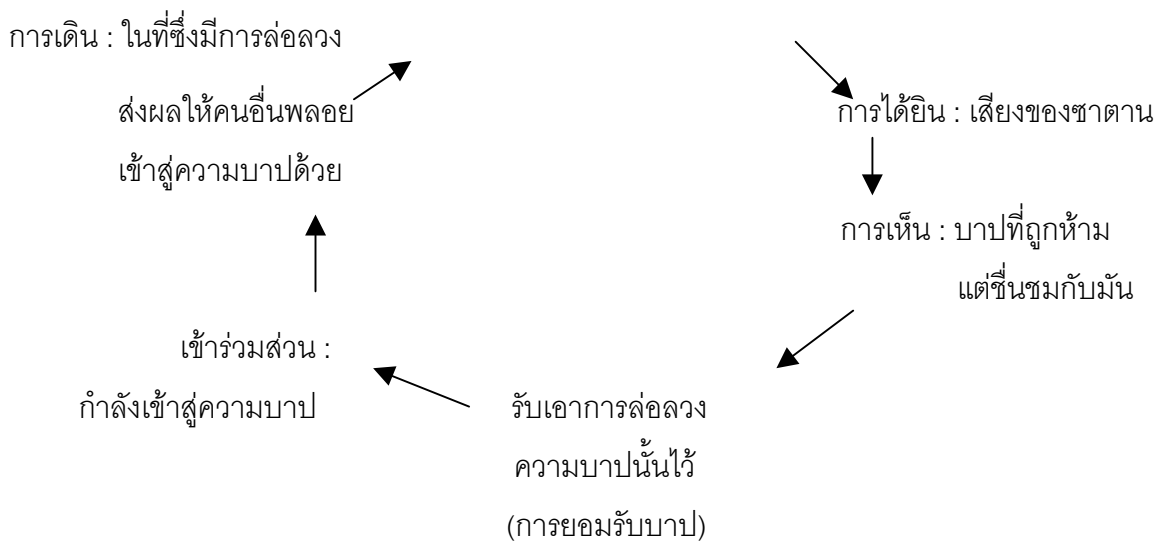 การเดิน : ในที่ซึ่งมีการล่อลวง
ส่งผลให้คนอื่นพลอย
เข้าสู่ความบาปด้วย
การได้ยิน : เสียงของซาตาน
การเห็น : บาปที่ถูกห้าม
แต่ชื่นชมกับมัน
เข้าร่วมส่วน :
กำลังเข้าสู่ความบาป
รับเอาการล่อลวง
ความบาปนั้นไว้
(การยอมรับบาป)